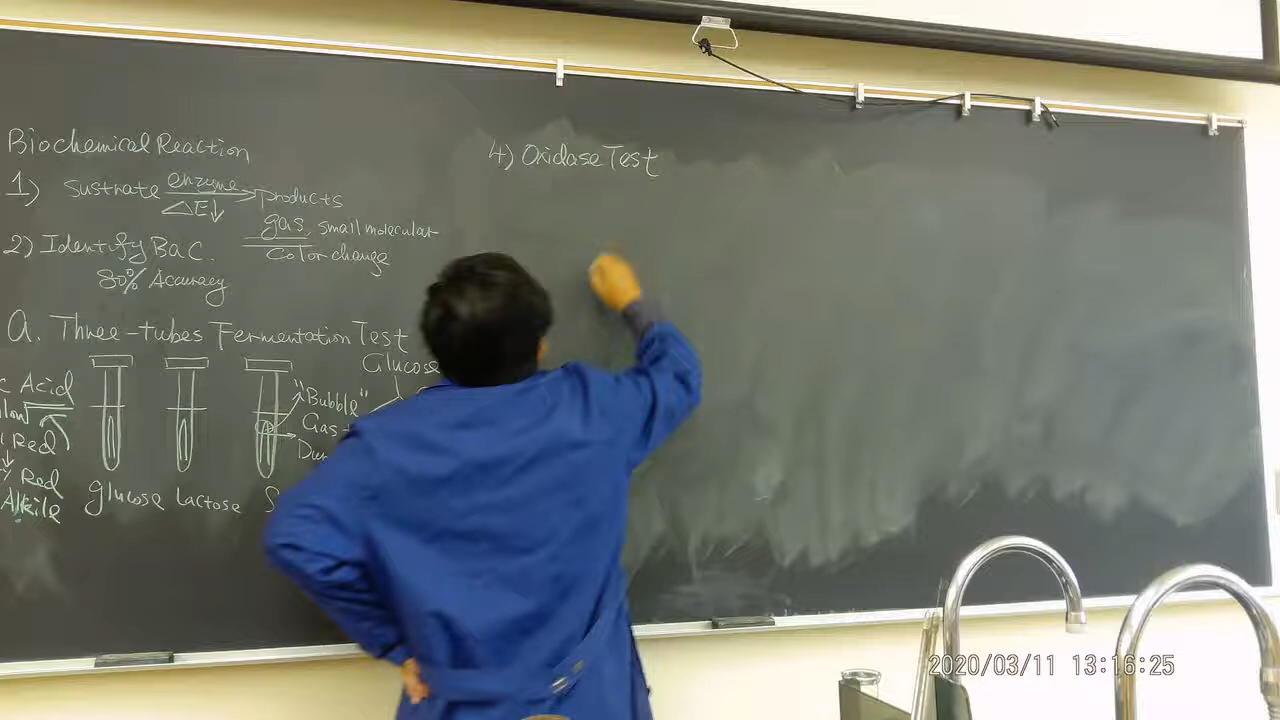 Biochemical Reaction
1) Sustrate enzyme products
△E↓
gas, small molecular
color change
2) Identify Bac.
80% Accuracy
a. Three-tubes Fermentation Test
Glucose
Acid
"Bubble"
Gas
Red
Red
Alkile
glucose Lactose S
4) Oxidase Test
2020/03/11 13:16:25